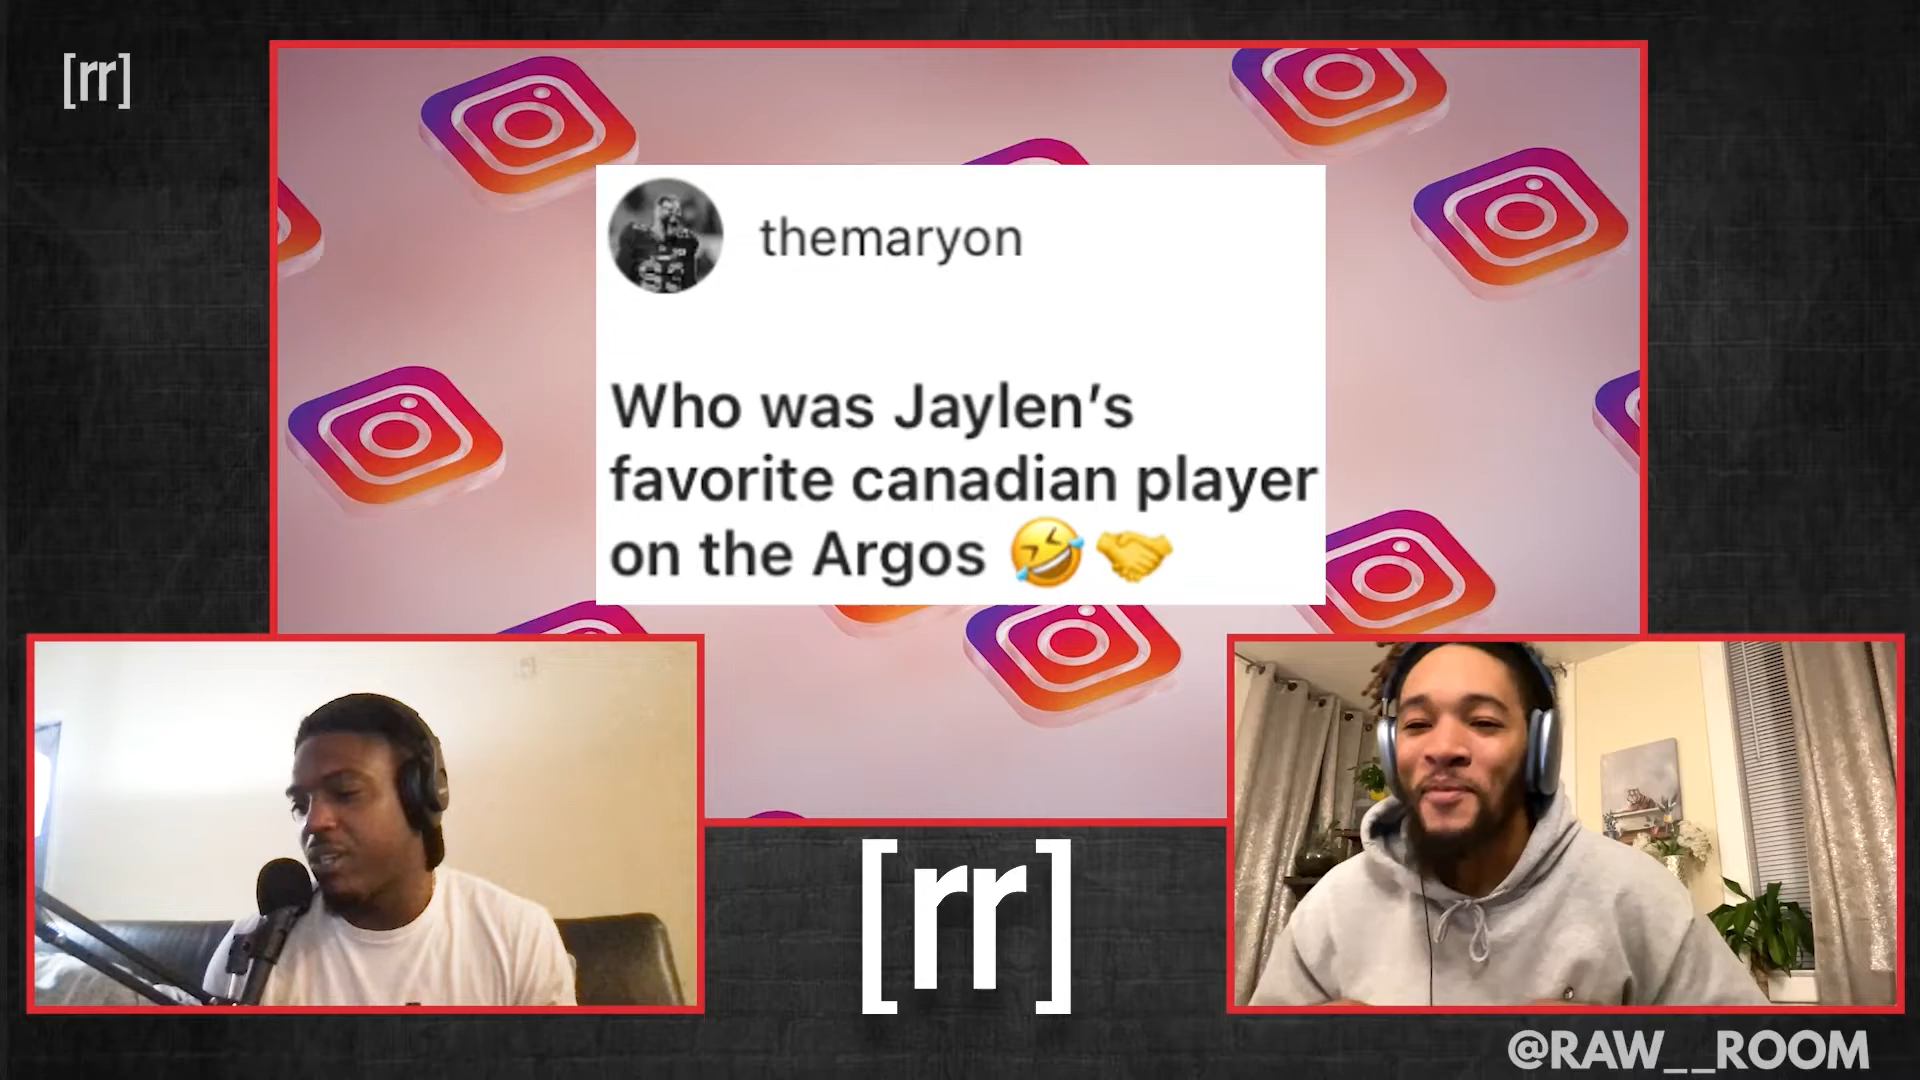 [rr]
themaryon
Who was Jaylen's
favorite canadian player
on the Argos 🤣🤝
[rr]
@RAW__ROOM